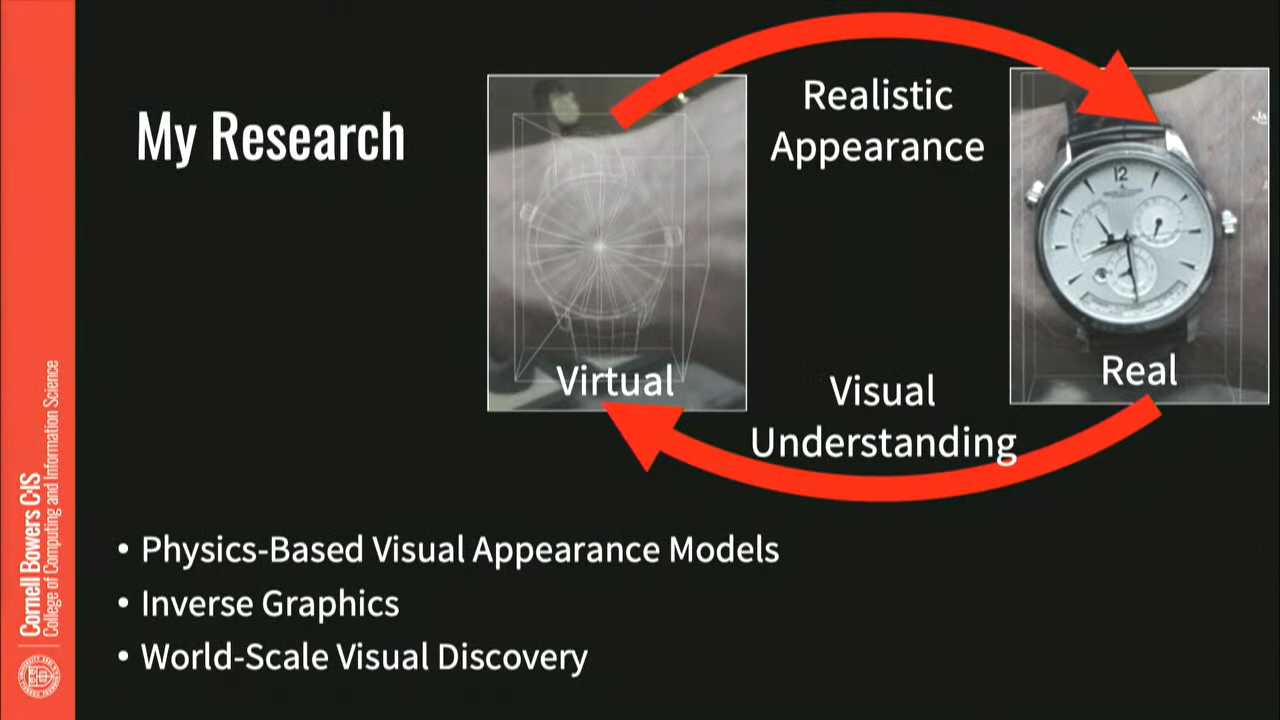 My Research
Realistic
Appearance
12
Virtual
Real
Visual
Understanding
• Physics-Based Visual Appearance Models
• Inverse Graphics
• World-Scale Visual Discovery
Cornell Bowers C·IS
College of Computing and Information Science